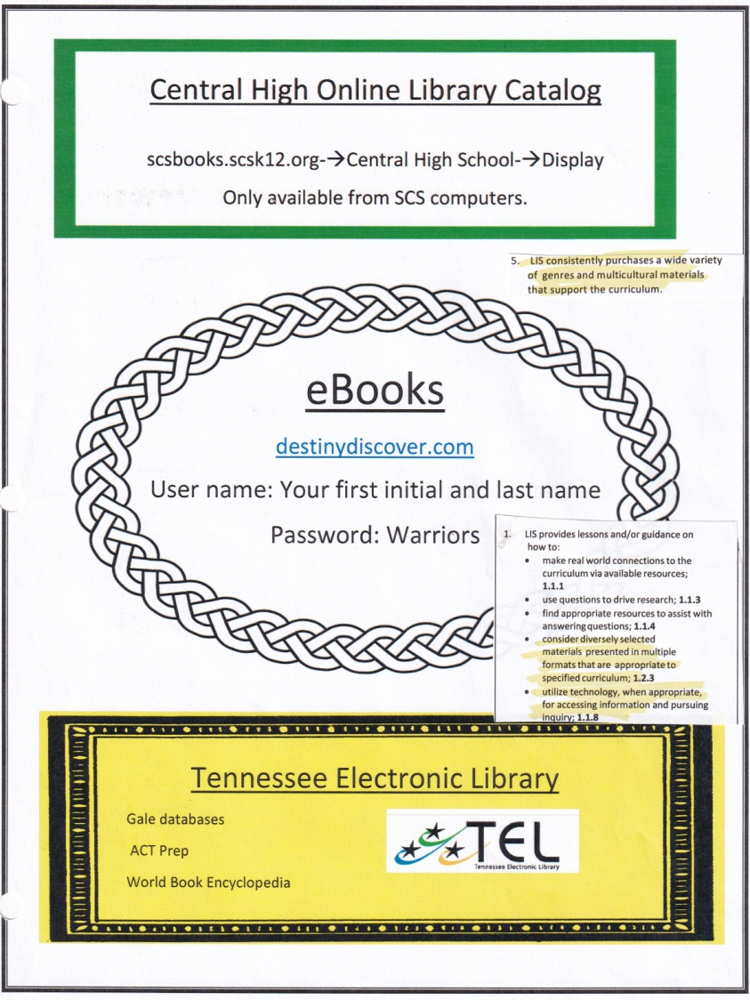 Central High Online Library Catalog
scsbooks.scsk12.org-→Central High School-→Display
Only available from SCS computers.
5. LIS consistently purchases a wide variety
of genres and multicultural materials
that support the curriculum.
eBooks
destinydiscover.com
User name: Your first initial and last name
Password: Warriors
1. LIS provides lessons and/or guidance on
how to:
• make real world connections to the
curriculum via available resources;
1.1.1
• use questions to drive research; 1.1.3
• find appropriate resources to assist with
answering questions; 1.1.4
• consider diversely selected
materials presented in multiple
formats that are appropriate to
specified curriculum; 1.2.3
• utilize technology, when appropriate,
for accessing information and pursuing
inquiry; 1.1.8
Tennessee Electronic Library
Gale databases
ACT Prep
World Book Encyclopedia
TEL
Tennessee Electronic Library